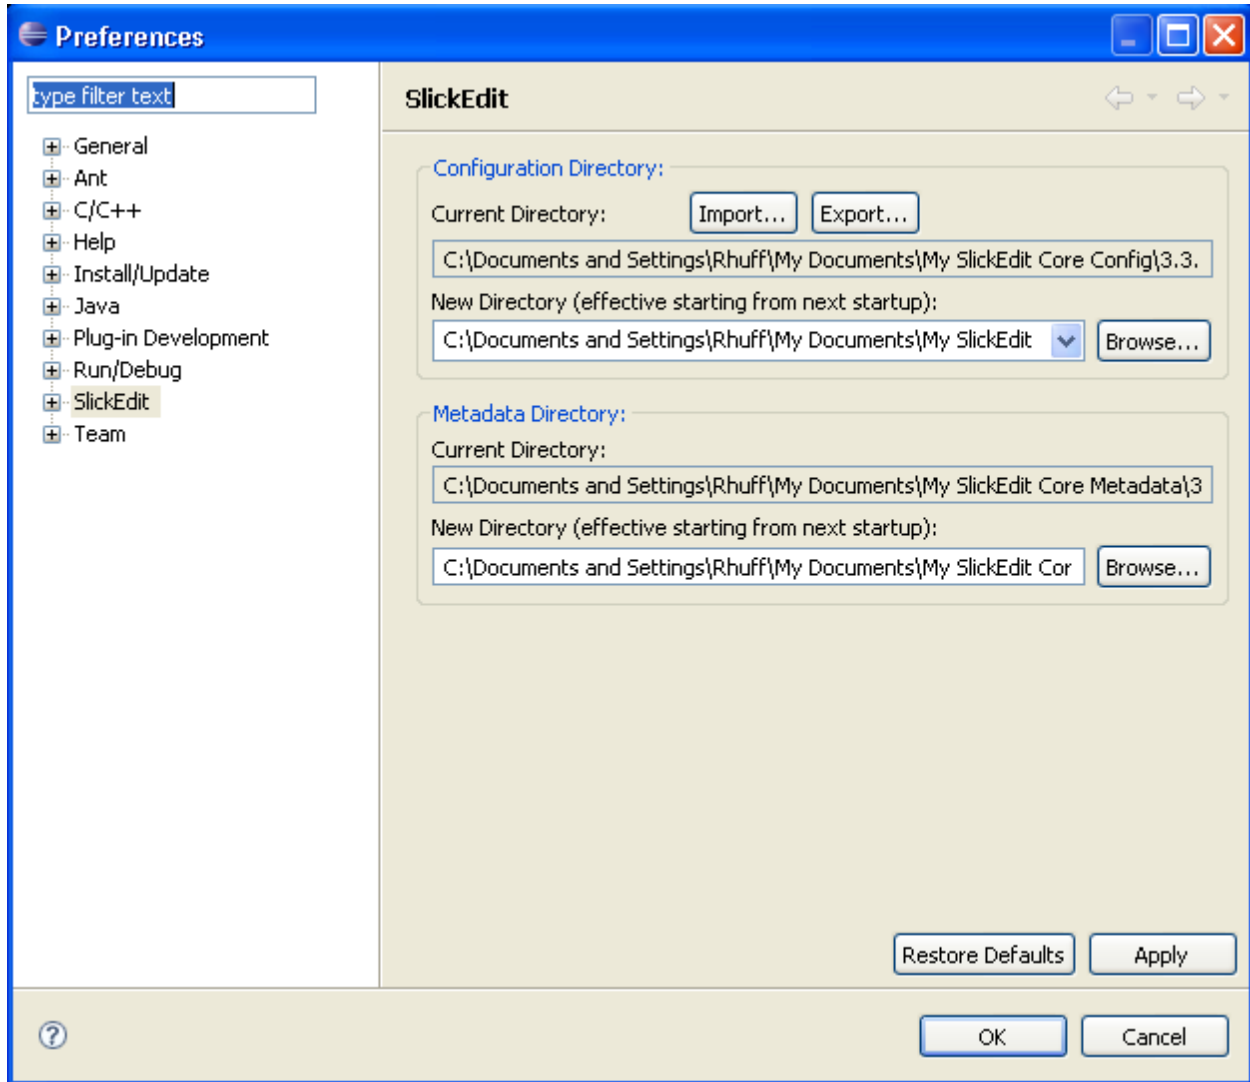 Preferences
type filter text
General
Ant
C/C++
Help
Install/Update
Java
Plug-in Development
Run/Debug
SlickEdit
Team
SlickEdit
Configuration Directory:
Current Directory: Import... Export...
C:\Documents and Settings\Rhuff\My Documents\My SlickEdit Core Config\3.3.
New Directory (effective starting from next startup):
C:\Documents and Settings\Rhuff\My Documents\My SlickEdit Browse...
Metadata Directory:
Current Directory:
C:\Documents and Settings\Rhuff\My Documents\My SlickEdit Core Metadata\3
New Directory (effective starting from next startup):
C:\Documents and Settings\Rhuff\My Documents\My SlickEdit Cor Browse...
Restore Defaults Apply
? OK Cancel